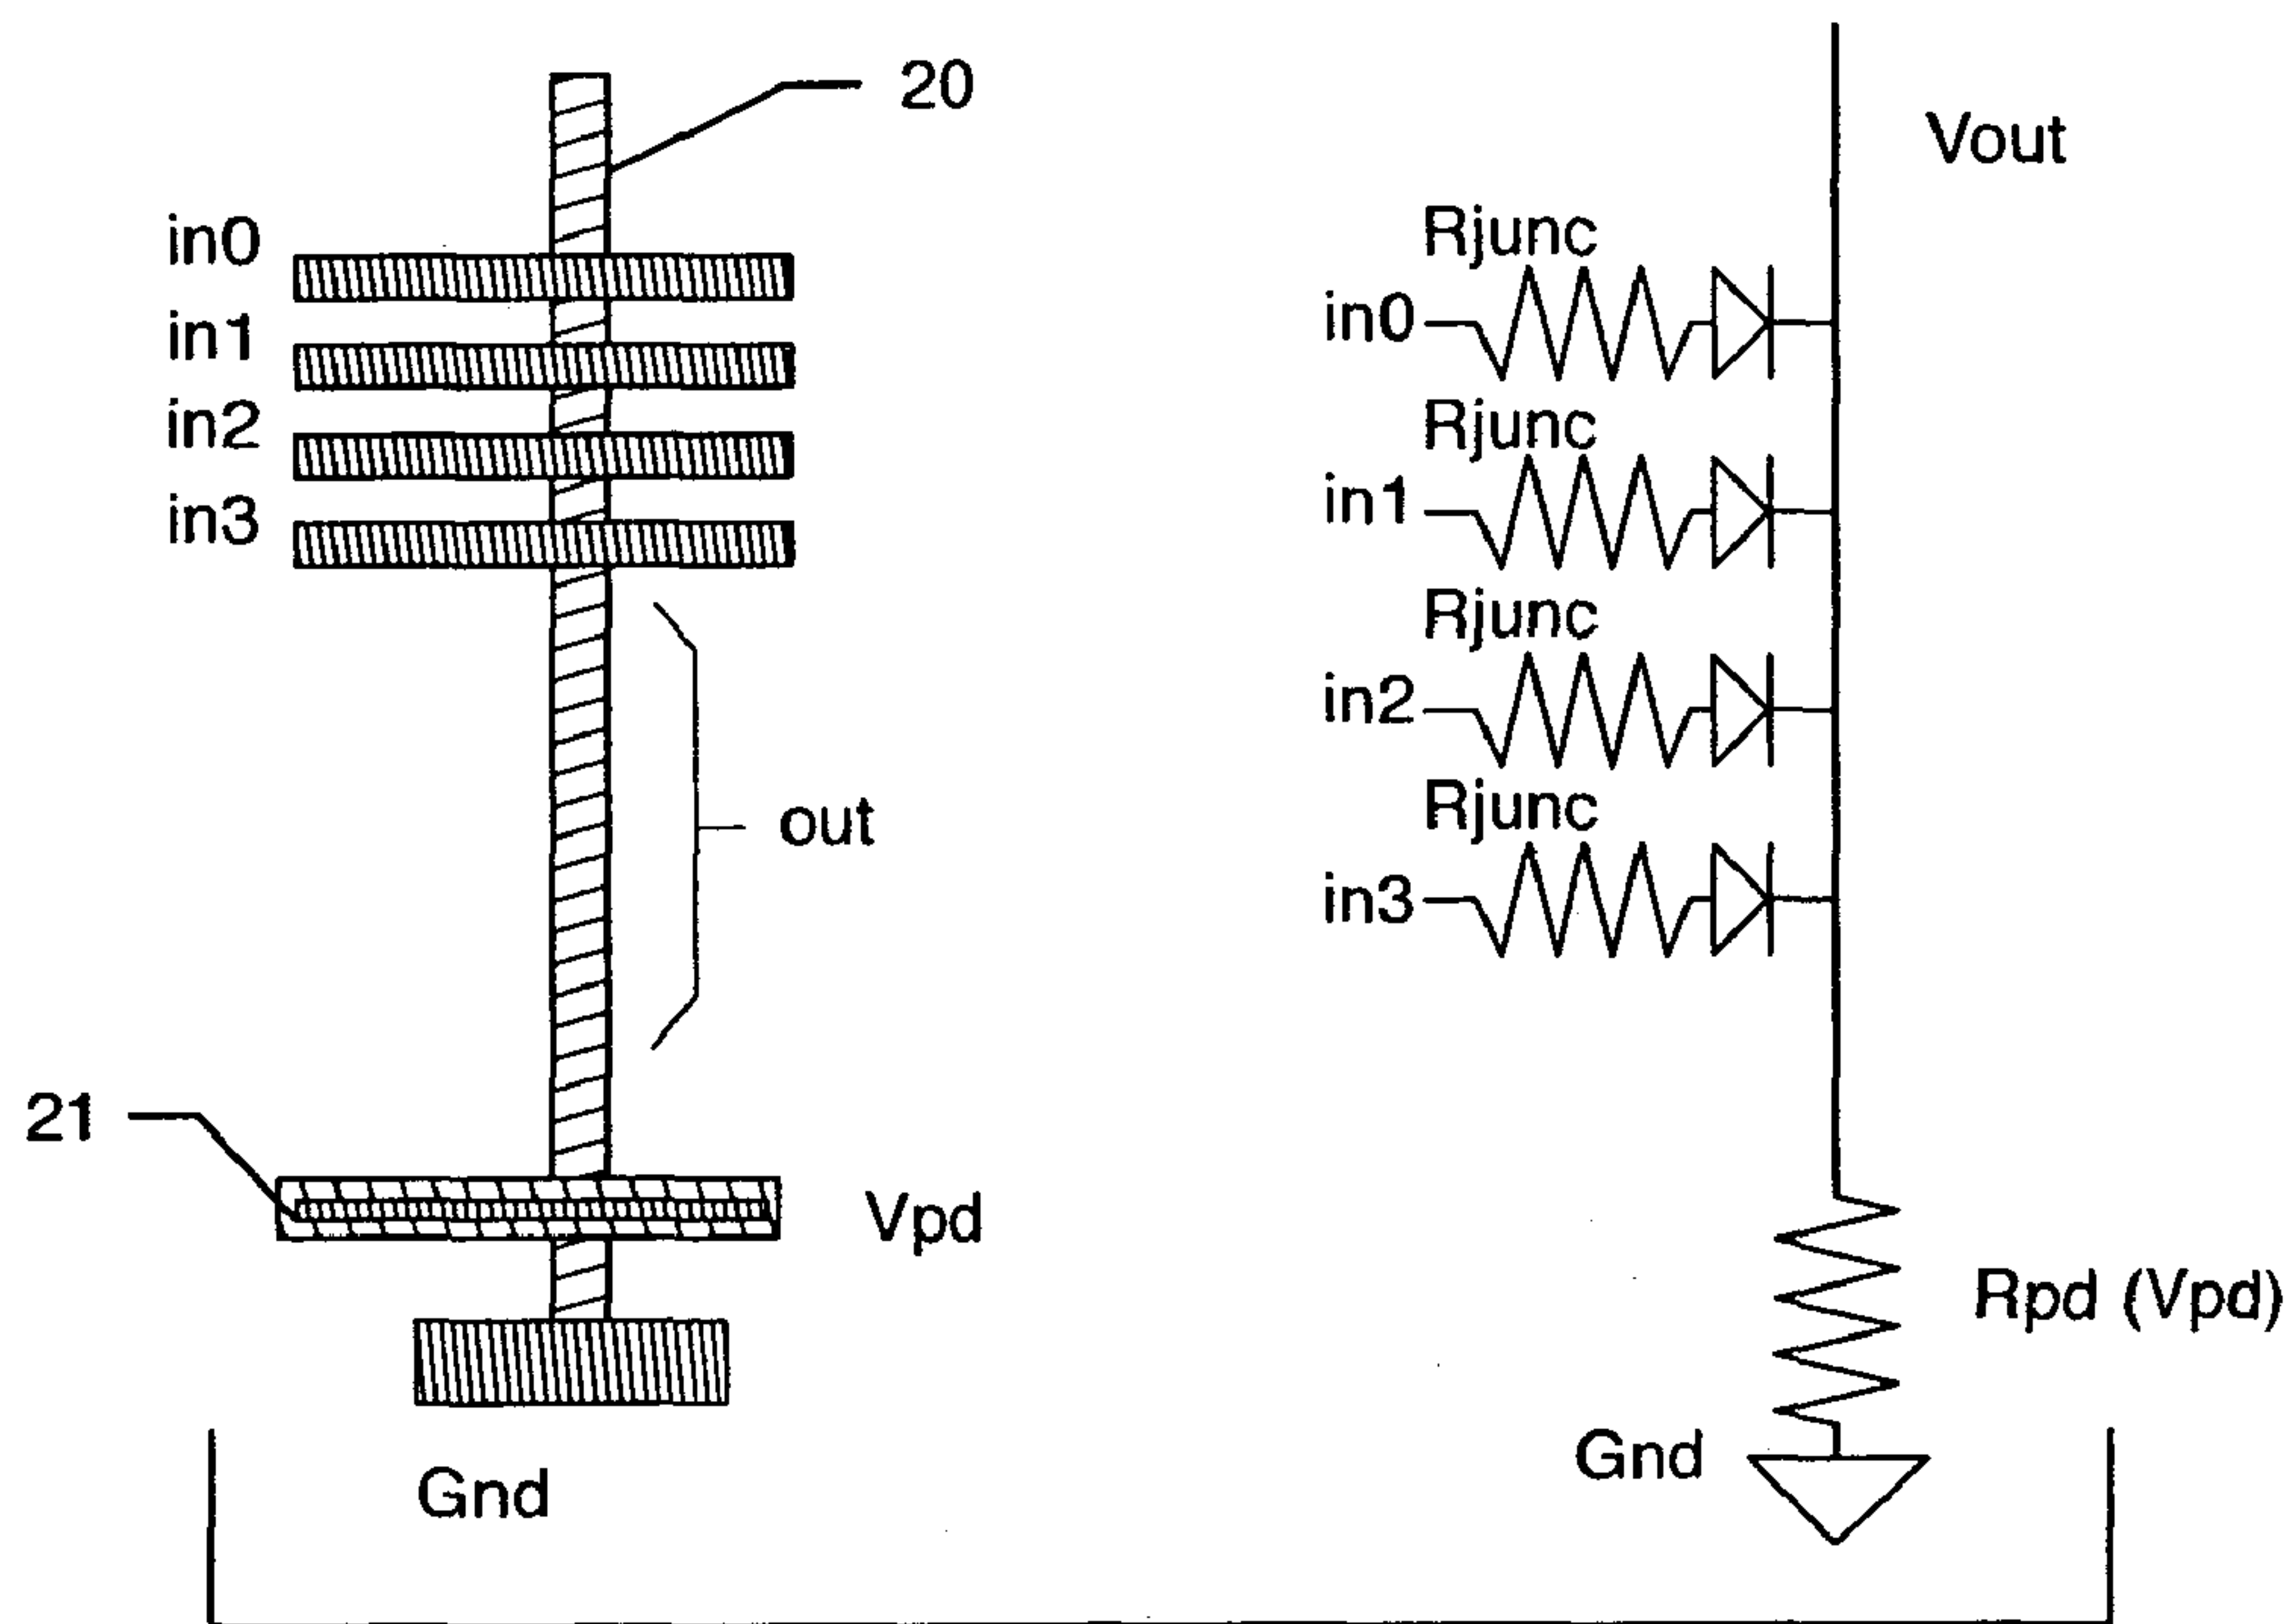 20
in0
in1
in2
in3
out
21
Vpd
Gnd
Vout
Rjunc
in0
Rjunc
in1
Rjunc
in2
Rjunc
in3
Rpd (Vpd)
Gnd